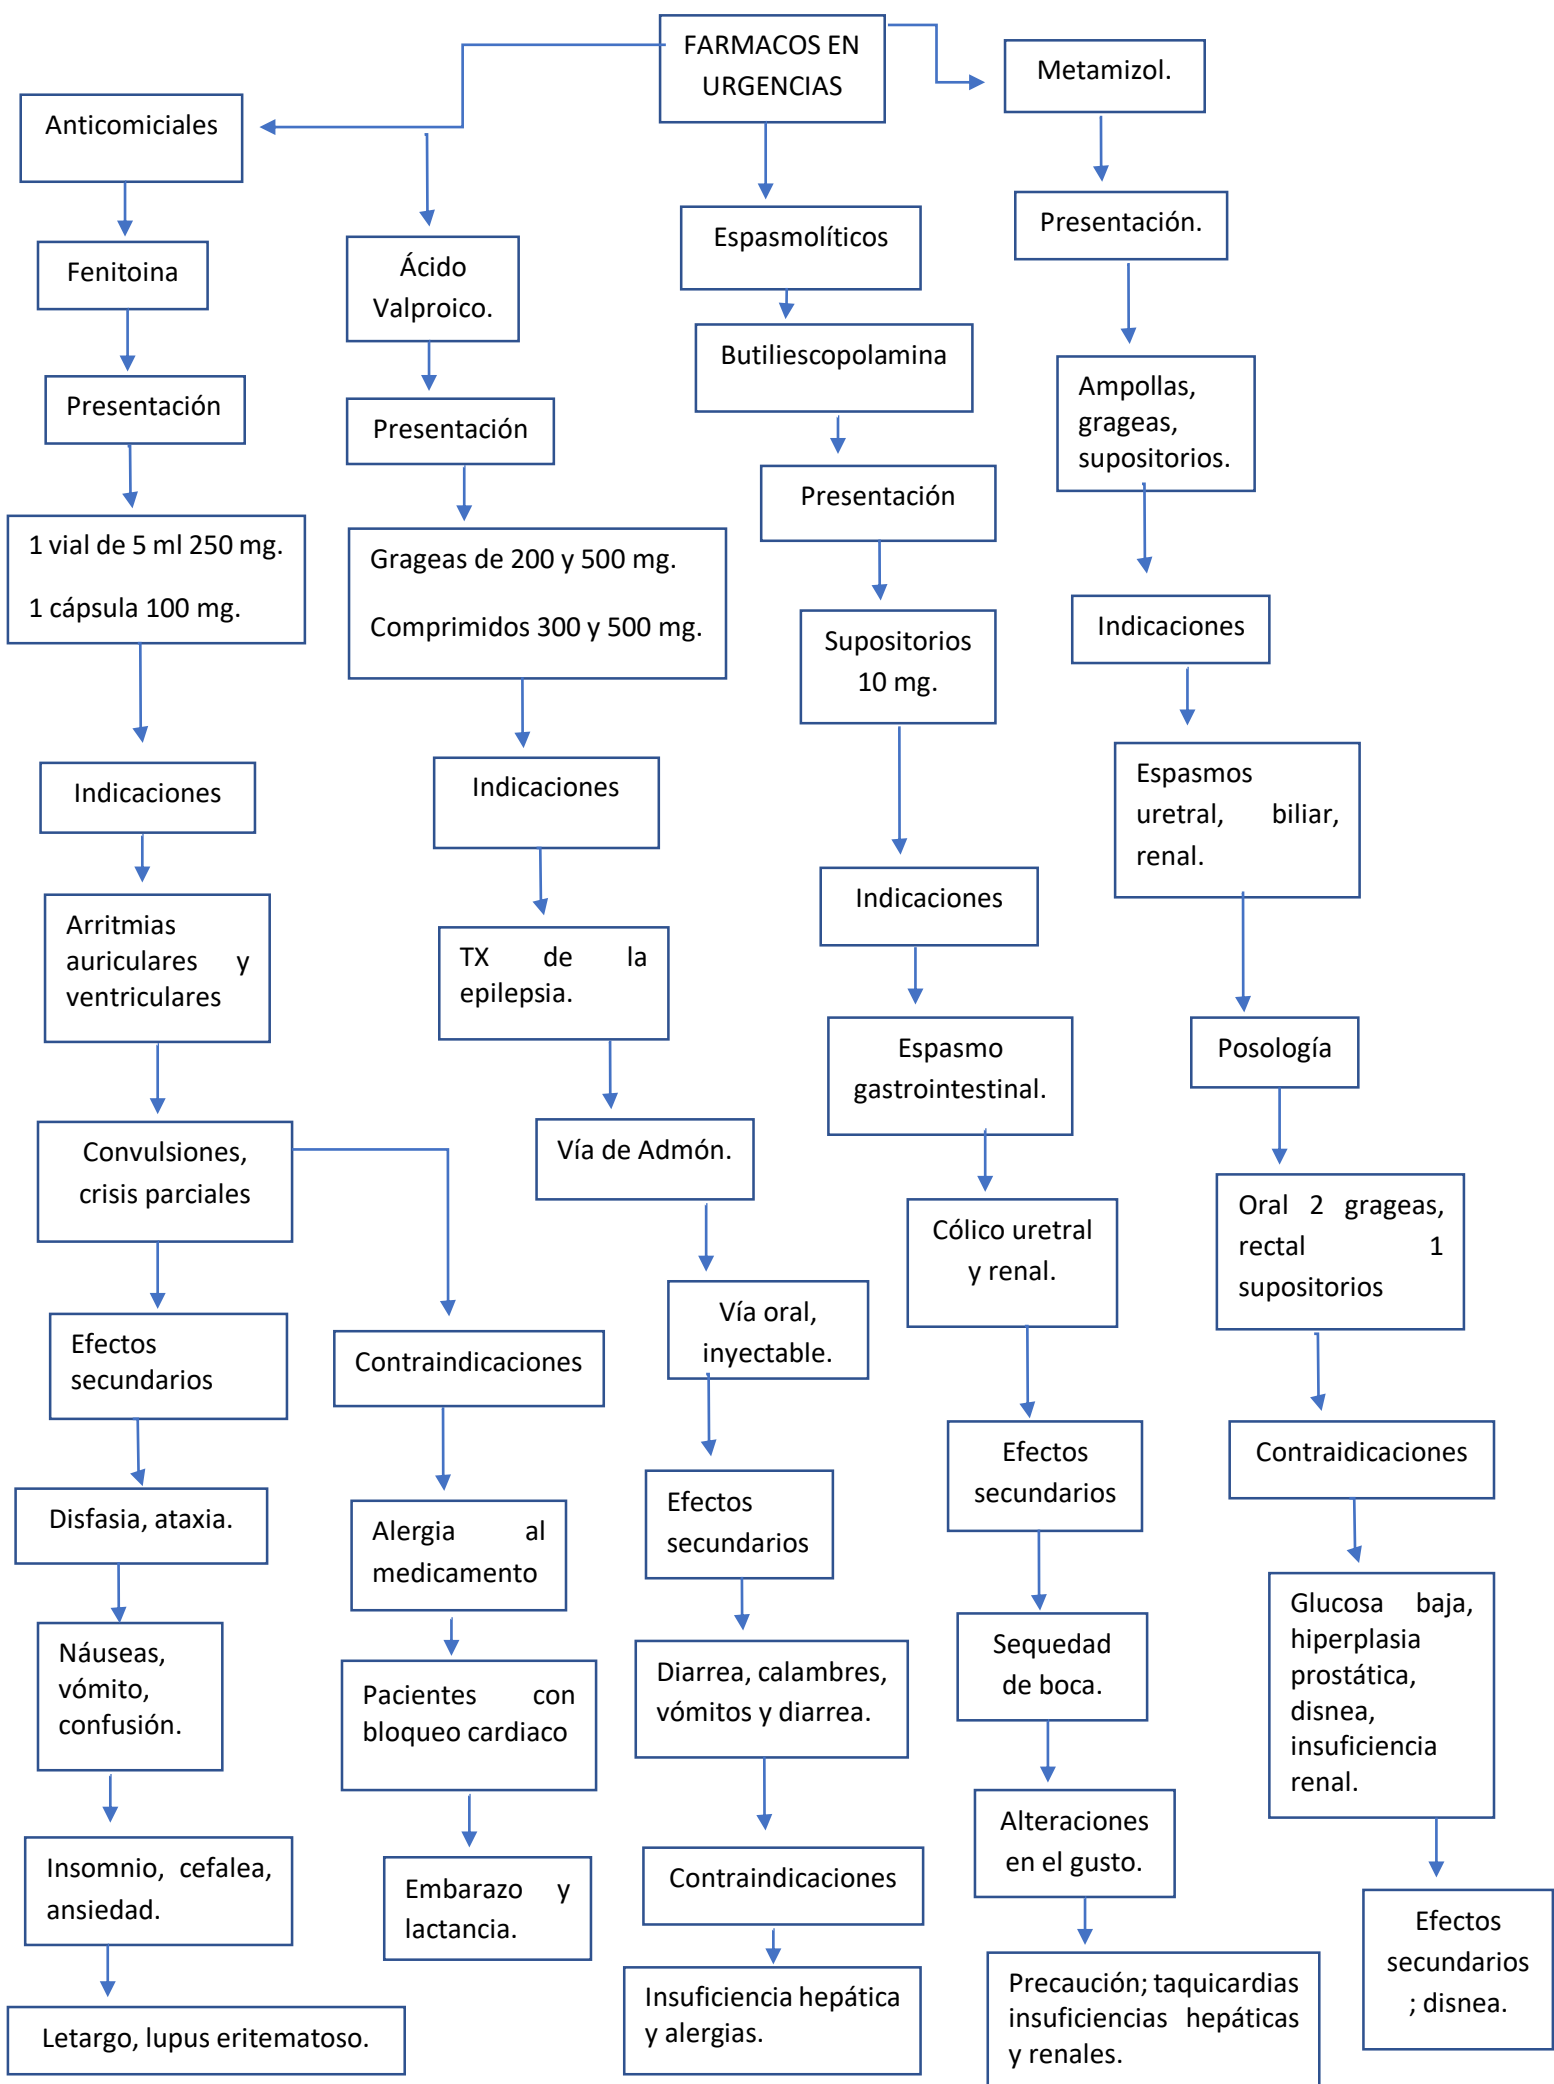 FARMACOS EN
URGENCIAS
Anticomiciales
Fenitoina
Presentación
1 vial de 5 ml 250 mg.
1 cápsula 100 mg.
Indicaciones
Arritmias
auriculares y
ventriculares
Convulsiones,
crisis parciales
Efectos
secundarios
Disfasia, ataxia.
Náuseas,
vómito,
confusión.
Insomnio, cefalea,
ansiedad.
Letargo, lupus eritematoso.
Contraindicaciones
Alergia al
medicamento
Pacientes con
bloqueo cardiaco
Embarazo y
lactancia.
Ácido
Valproico.
Presentación
Grageas de 200 y 500 mg.
Comprimidos 300 y 500 mg.
Indicaciones
TX de la
epilepsia.
Vía de Admón.
Vía oral,
inyectable.
Efectos
secundarios
Diarrea, calambres,
vómitos y diarrea.
Contraindicaciones
Insuficiencia hepática
y alergias.
Espasmolíticos
Butiliescopolamina
Presentación
Supositorios
10 mg.
Indicaciones
Espasmo
gastrointestinal.
Cólico uretral
y renal.
Efectos
secundarios
Sequedad
de boca.
Alteraciones
en el gusto.
Precaución; taquicardias
insuficiencias hepáticas
y renales.
Metamizol.
Presentación.
Ampollas,
grageas,
supositorios.
Indicaciones
Espasmos
uretral, biliar,
renal.
Posología
Oral 2 grageas,
rectal 1
supositorios
Contraidicaciones
Glucosa baja,
hiperplasia
prostática,
disnea,
insuficiencia
renal.
Efectos
secundarios
; disnea.